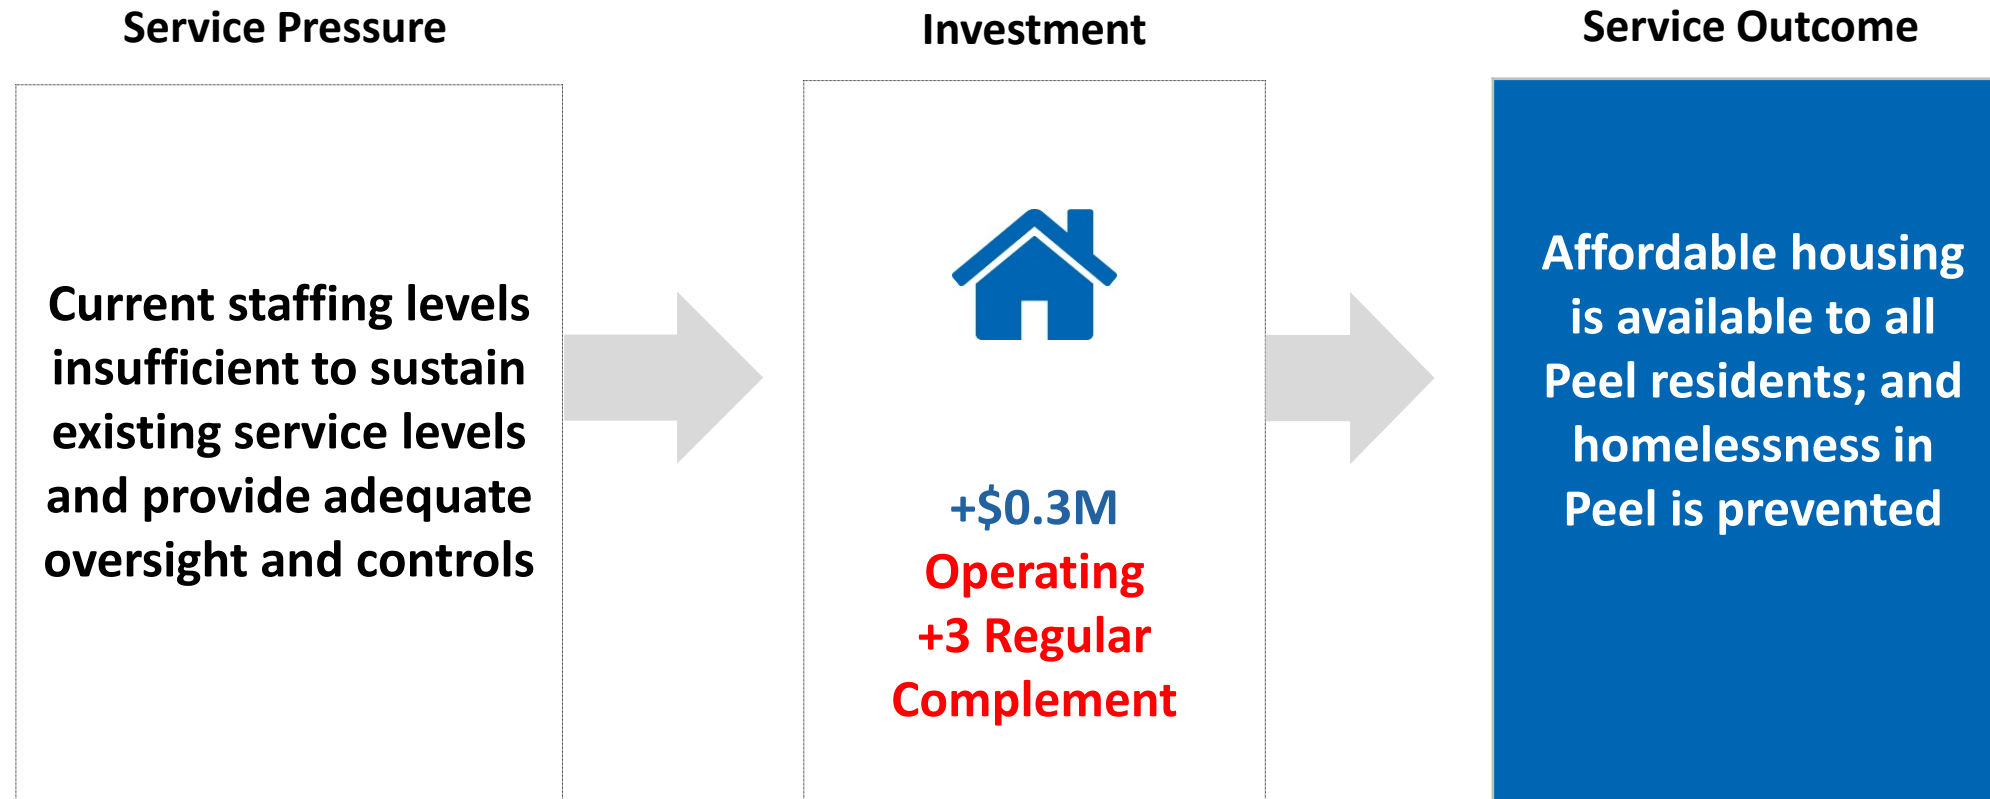 Service Pressure
Current staffing levels
insufficient to sustain
existing service levels
and provide adequate
oversight and controls
Investment
+$0.3M
Operating
+3 Regular
Complement
Service Outcome
Affordable housing
is available to all
Peel residents; and
homelessness in
Peel is prevented